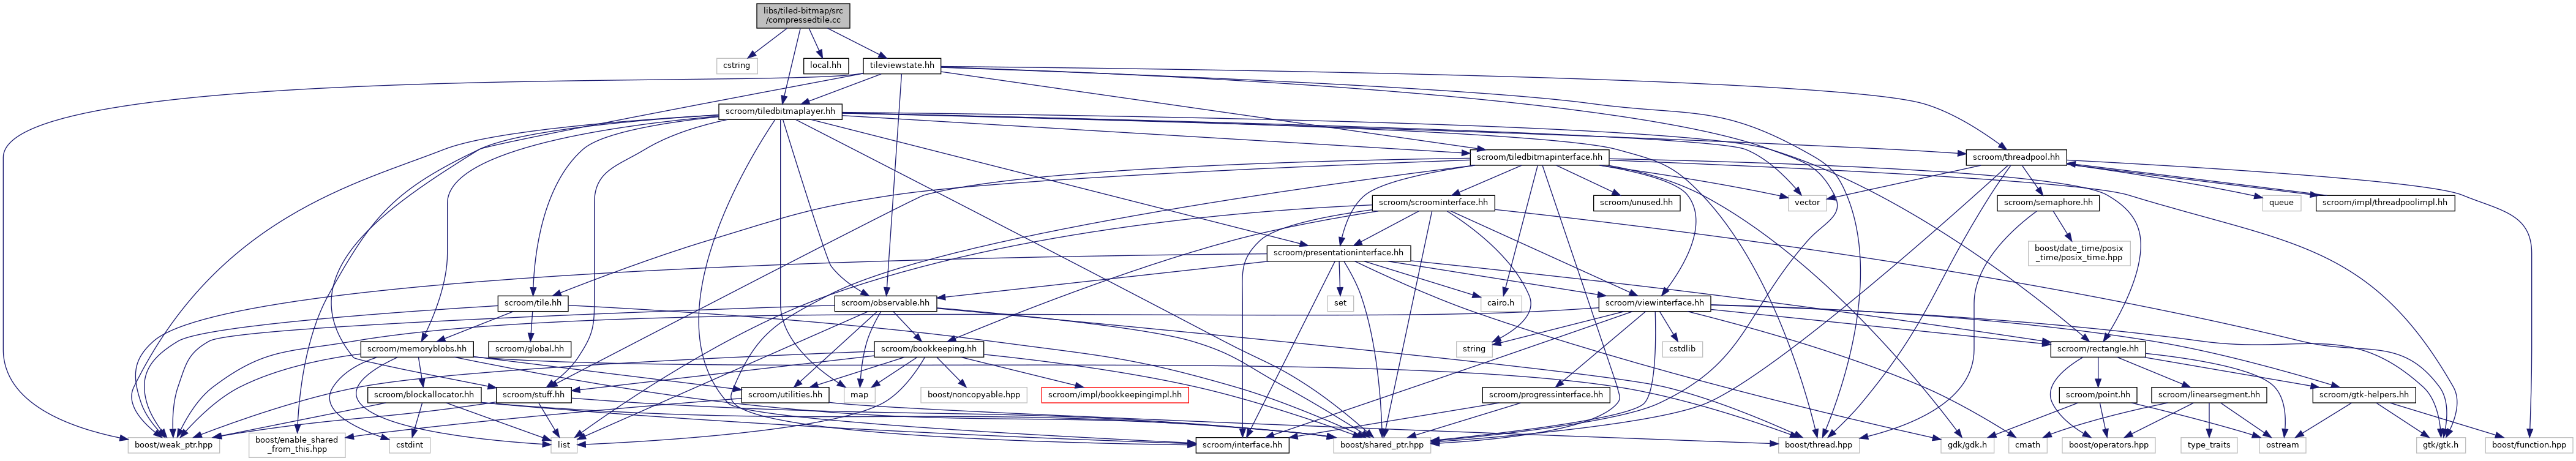 libs/tiled-bitmap/src
/compressedtile.cc
cstring
local.hh
tileviewstate.hh
scroom/tiledbitmaplayer.hh
scroom/tiledbitmapinterface.hh
scroom/threadpool.hh
scroom/scroominterface.hh
scroom/unused.hh
vector
scroom/semaphore.hh
queue
scroom/impl/threadpoolimpl.hh
scroom/presentationinterface.hh
boost/date_time/posix
_time/posix_time.hpp
scroom/tile.hh
scroom/observable.hh
set
cairo.h
scroom/viewinterface.hh
scroom/memoryblobs.hh
scroom/global.hh
scroom/bookkeeping.hh
string
cstdlib
scroom/rectangle.hh
scroom/blockallocator.hh
scroom/stuff.hh
scroom/utilities.hh
map
boost/noncopyable.hpp
scroom/impl/bookkeepingimpl.hh
scroom/progressinterface.hh
scroom/point.hh
scroom/linearsegment.hh
scroom/gtk-helpers.hh
boost/weak_ptr.hpp
boost/enable_shared
_from_this.hpp
cstdint
list
scroom/interface.hh
boost/shared_ptr.hpp
boost/thread.hpp
gdk/gdk.h
cmath
boost/operators.hpp
type_traits
ostream
gtk/gtk.h
boost/function.hpp